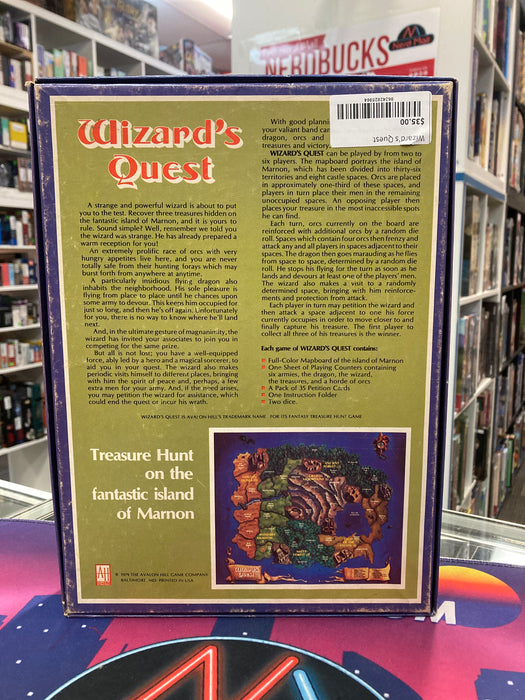 NERDBUCKS
Nerd Mart
$35.00
Wizard's Quest
Wizard's
Quest
A strange and powerful wizard is about to put
you to the test. Recover three treasures hidden on
the fantastic island of Marnon, and it is yours to
rule. Sound simple? Well, remember we told you
the wizard was strange. He has already prepared a
warm reception for you!
An extremely prolific race of orcs with very
hungry appetites live here, and you are never
totally safe from their hunting forays which may
burst forth from anywhere at anytime.
A particularly insidious flying dragon also
inhabits the neighborhood. His sole pleasure is
flying from place to place until he chances upon
some army to devour. This keeps him occupied for
just so long, and then he's off again. Unfortunately
for you, there is no way to know where he'll land
next.
And, in the ultimate gesture of magnanimity, the
wizard has invited your associates to join you in
competing for the same prize.
But all is not lost; you have a well-equipped
force, ably led by a hero and a magical sorcerer, to
aid you in your quest. The wizard also makes
periodic visits himself to different places, bringing
with him the spirit of peace and, perhaps, a few
extra men for your army. And, if the need arises,
you may petition the wizard for assistance, which
could end the quest or incur his wrath.
With good planni
your valiant band can
dragon, orcs and
treasures and victory.
WIZARD'S QUEST can be played by from two to
six players. The mapboard portrays the island of
Marnon, which has been divided into thirty-six
territories and eight castle spaces. Orcs are placed
in approximately one-third of these spaces, and
players in turn place their men in the remaining
unoccupied spaces. An opposing player then
places your treasure in the most inaccessible spots
he can find.
Each turn, orcs currently on the board are
reinforced with additional orcs by a random die
roll. Spaces which contain four orcs then frenzy and
attack any and all players in spaces adjacent to their
spaces. The dragon then goes marauding as he flies
from space to space, determined by a random die
roll. He stops his flying for the turn as soon as he
lands and devours at least one of the players' men.
The wizard also makes a visit to a randomly
determined space, bringing with him reinforce-
ments and protection from attack.
Each player in turn may petition the wizard and
then attack a space adjacent to one his force
currently occupies in order to move closer to and
finally capture his treasure. The first player to
collect all three of his treasures is the winner.
Each game of WIZARD'S QUEST contains:
Full-Color Mapboard of the island of Marnon
One Sheet of Playing Counters containing
six armies, the dragon, the wizard,
the treasures, and a horde of orcs
A Pack of 35 Petition Cards
One Instruction Folder
Two dice.
WIZARD'S QUEST IS AVALON HILL'S TRADEMARK NAME FOR ITS FANTASY TREASURE HUNT GAME
Treasure Hunt
on the
fantastic island
of Marnon
Wizard's
Quest
© 1979 THE AVALON HILL GAME COMPANY
BALTIMORE, MD. PRINTED IN USA